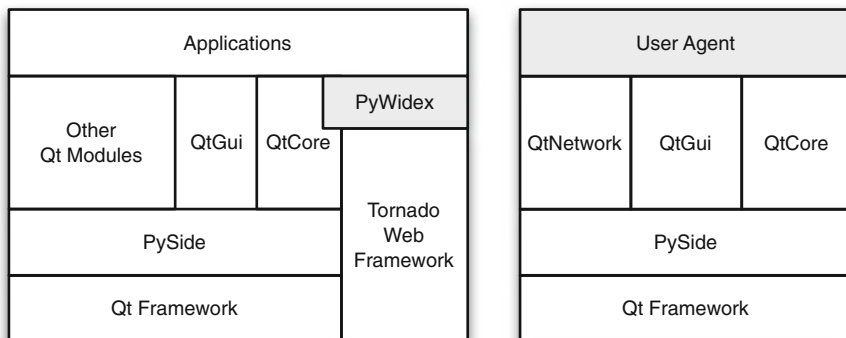 Applications
PyWidex
Other
Qt Modules
QtGui
QtCore
Tornado
Web
Framework
PySide
Qt Framework
User Agent
QtNetwork
QtGui
QtCore
PySide
Qt Framework